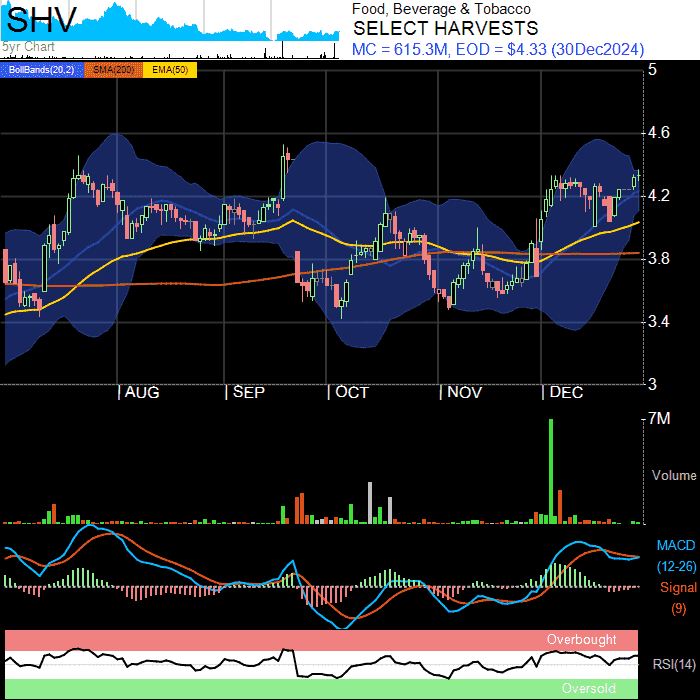 SHV
5yr Chart
Food, Beverage & Tobacco
SELECT HARVESTS
MC = 615.3M, EOD = $4.33 (30Dec2024)
BollBands(20,2) SMA(200) EMA(50)
5
4.6
4.2
3.8
3.4
3
AUG SEP OCT NOV DEC
7M
Volume
MACD
(12-26)
Signal
(9)
Overbought
RSI(14)
Oversold